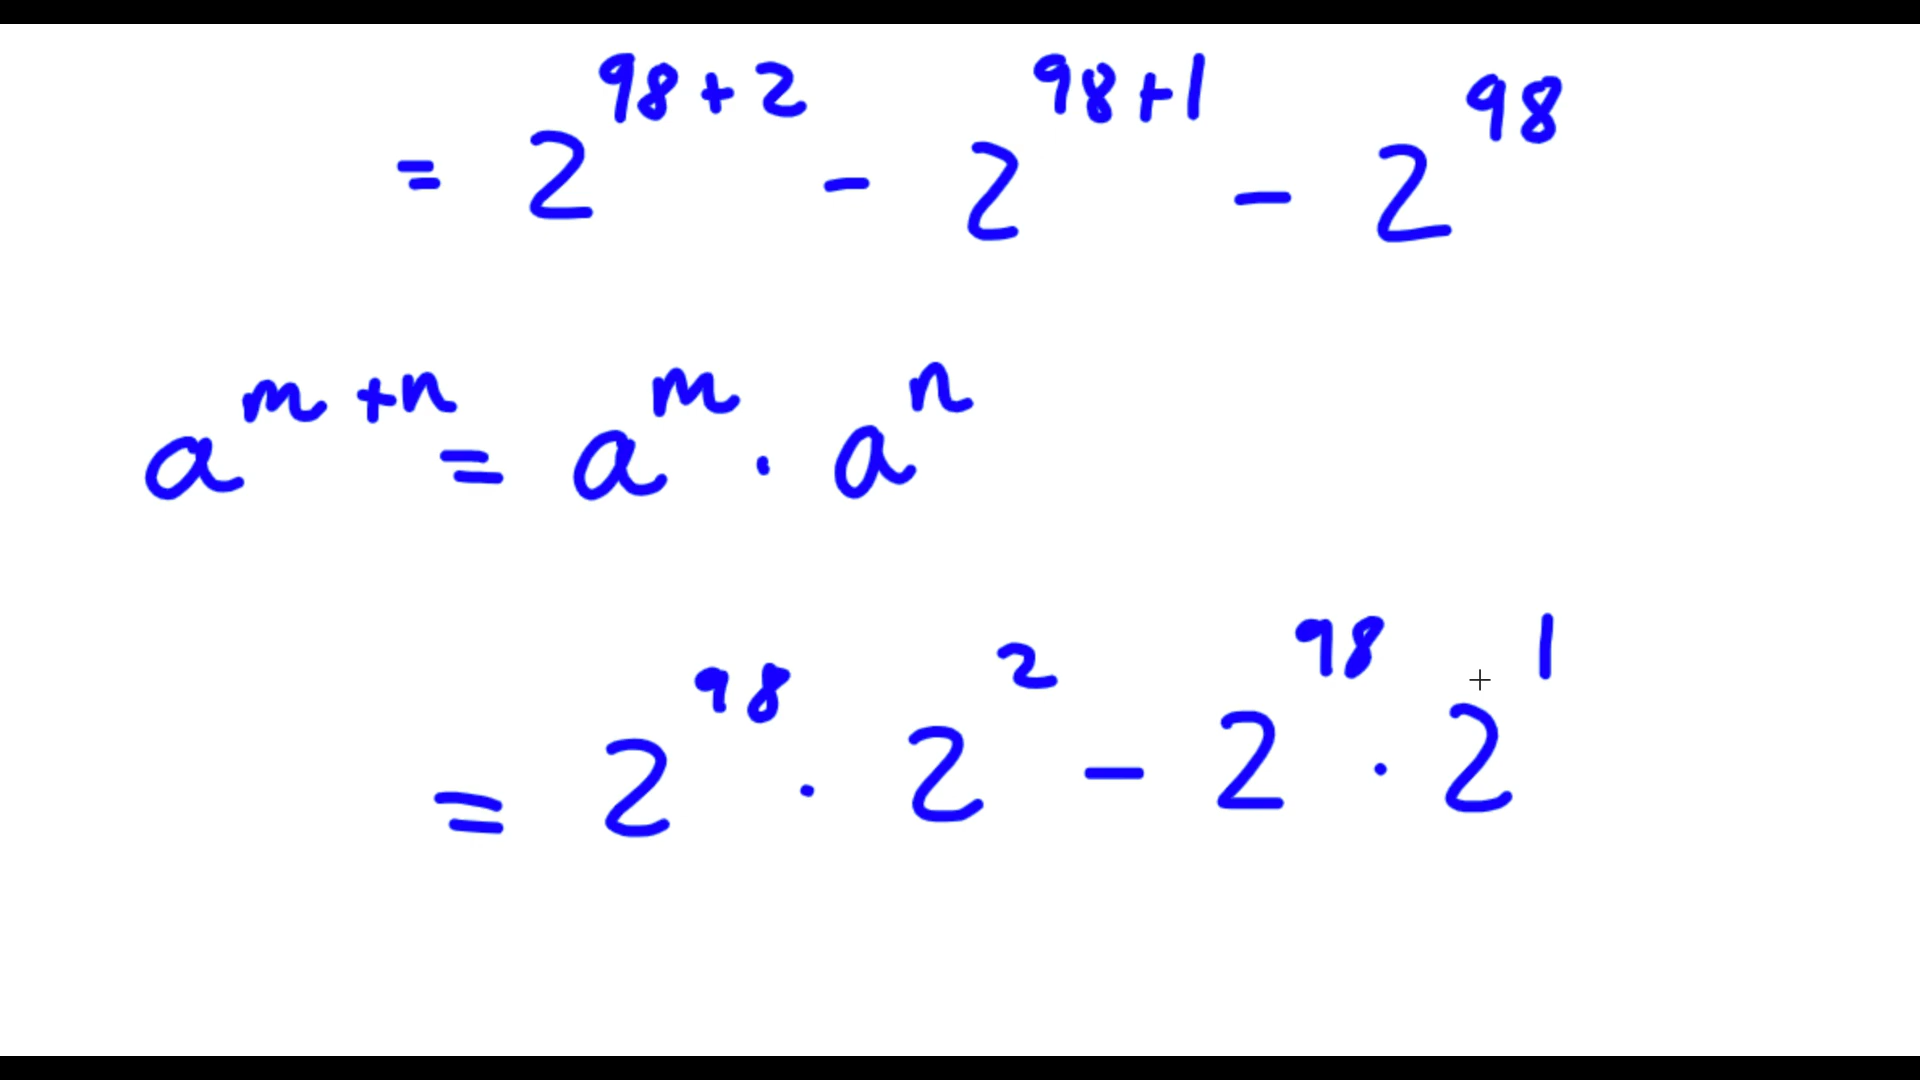 = 2^{98+2} - 2^{98+1} - 2^{98}
a^{m+n} = a^m · a^n
= 2^{98} · 2^2 - 2^{98} · 2^1